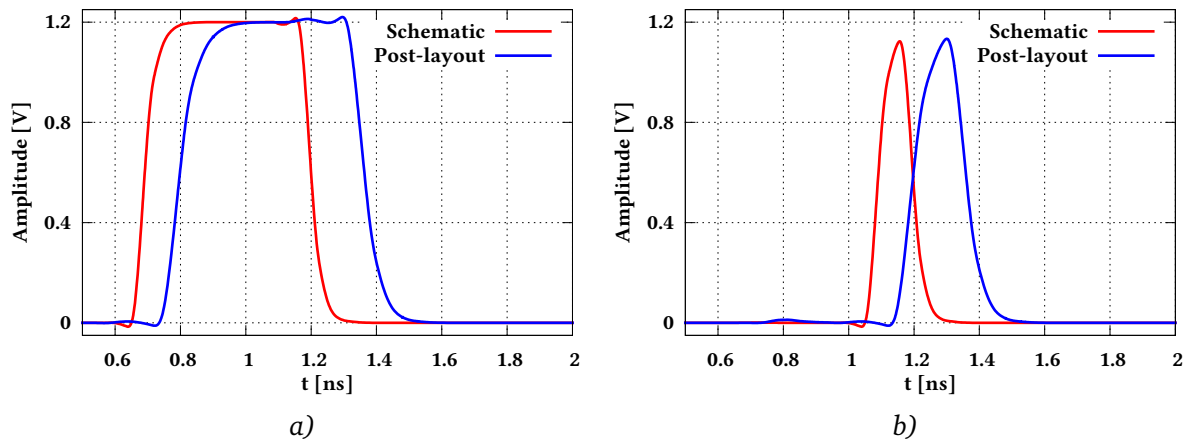 1.2
0.8
0.4
0
Amplitude [V]
Schematic
Post-layout
0.6 0.8 1 1.2 1.4 1.6 1.8 2
t [ns]
a)
1.2
0.8
0.4
0
Amplitude [V]
Schematic
Post-layout
0.6 0.8 1 1.2 1.4 1.6 1.8 2
t [ns]
b)